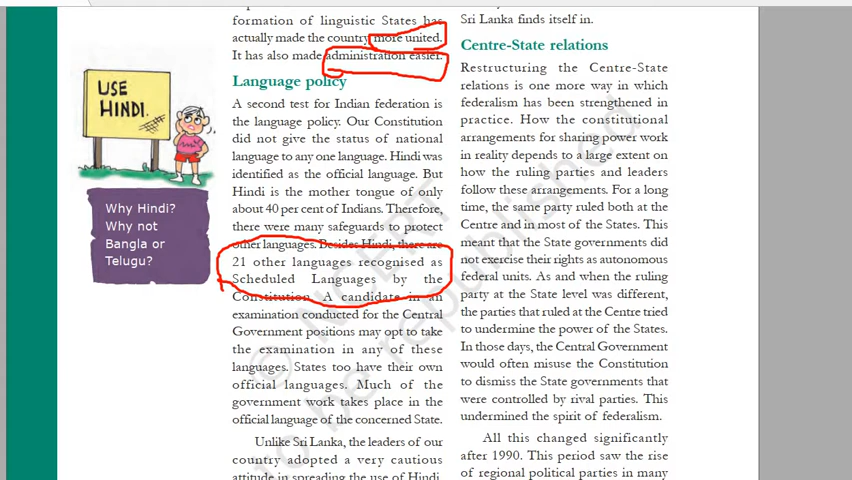 formation of linguistic States has
actually made the country more united.
It has also made administration easier.
Language policy
A second test for Indian federation is
the language policy. Our Constitution
did not give the status of national
language to any one language. Hindi was
identified as the official language. But
Hindi is the mother tongue of only
about 40 per cent of Indians. Therefore,
there were many safeguards to protect
other languages. Besides Hindi, there are
21 other languages recognised as
Scheduled Languages by the
Constitution. A candidate in an
examination conducted for the Central
Government positions may opt to take
the examination in any of these
languages. States too have their own
official languages. Much of the
government work takes place in the
official language of the concerned State.
Unlike Sri Lanka, the leaders of our
country adopted a very cautious
attitude in spreading the use of Hindi.
USE
HINDI.
Why Hindi?
Why not
Bangla or
Telugu?
Sri Lanka finds itself in.
Centre-State relations
Restructuring the Centre-State
relations is one more way in which
federalism has been strengthened in
practice. How the constitutional
arrangements for sharing power work
in reality depends to a large extent on
how the ruling parties and leaders
follow these arrangements. For a long
time, the same party ruled both at the
Centre and in most of the States. This
meant that the State governments did
not exercise their rights as autonomous
federal units. As and when the ruling
party at the State level was different,
the parties that ruled at the Centre tried
to undermine the power of the States.
In those days, the Central Government
would often misuse the Constitution
to dismiss the State governments that
were controlled by rival parties. This
undermined the spirit of federalism.
All this changed significantly
after 1990. This period saw the rise
of regional political parties in many
© NCERT
to be republished